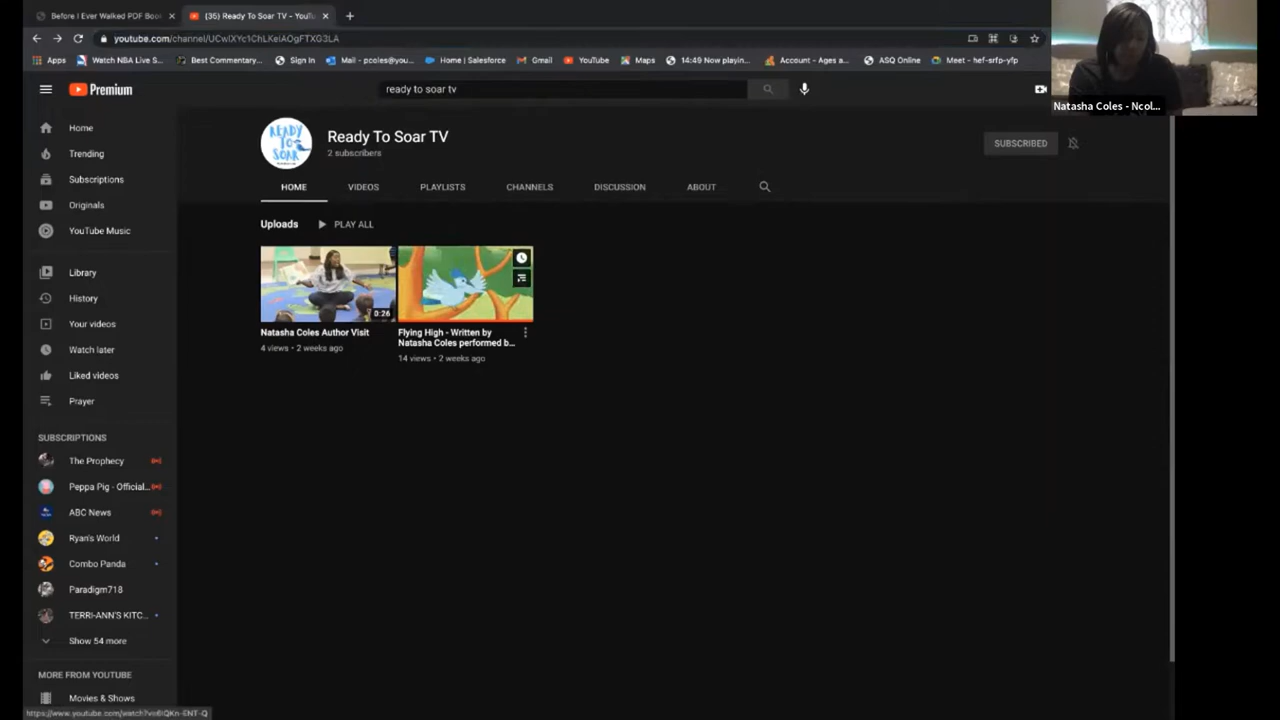 Before I Ever Walked PDF Boo
(35) Ready To Soar TV - YouTu
youtube.com/channel/
Apps
Watch NBA Live S...
Best Commentary...
Sign In
Mail - pcoles@you...
Home | Salesforce
Gmail
YouTube
Maps
14:49 Now playin...
Account - Ages a...
ASQ Online
Meet - hef-srfp-yfp
Natasha Coles - Ncol...
Premium
ready to soar tv
Home
Trending
Subscriptions
Originals
YouTube Music
Library
History
Your videos
Watch later
Liked videos
Prayer
SUBSCRIPTIONS
The Prophecy
Peppa Pig - Official...
ABC News
Ryan's World
Combo Panda
Paradigm718
TERRI-ANN'S KITC...
Show 54 more
MORE FROM YOUTUBE
Movies & Shows
READY
TO
SOAR
Ready To Soar TV
2 subscribers
SUBSCRIBED
HOME
VIDEOS
PLAYLISTS
CHANNELS
DISCUSSION
ABOUT
Uploads
PLAY ALL
0:26
Natasha Coles Author Visit
4 views • 2 weeks ago
Flying High - Written by
Natasha Coles performed b...
14 views • 2 weeks ago